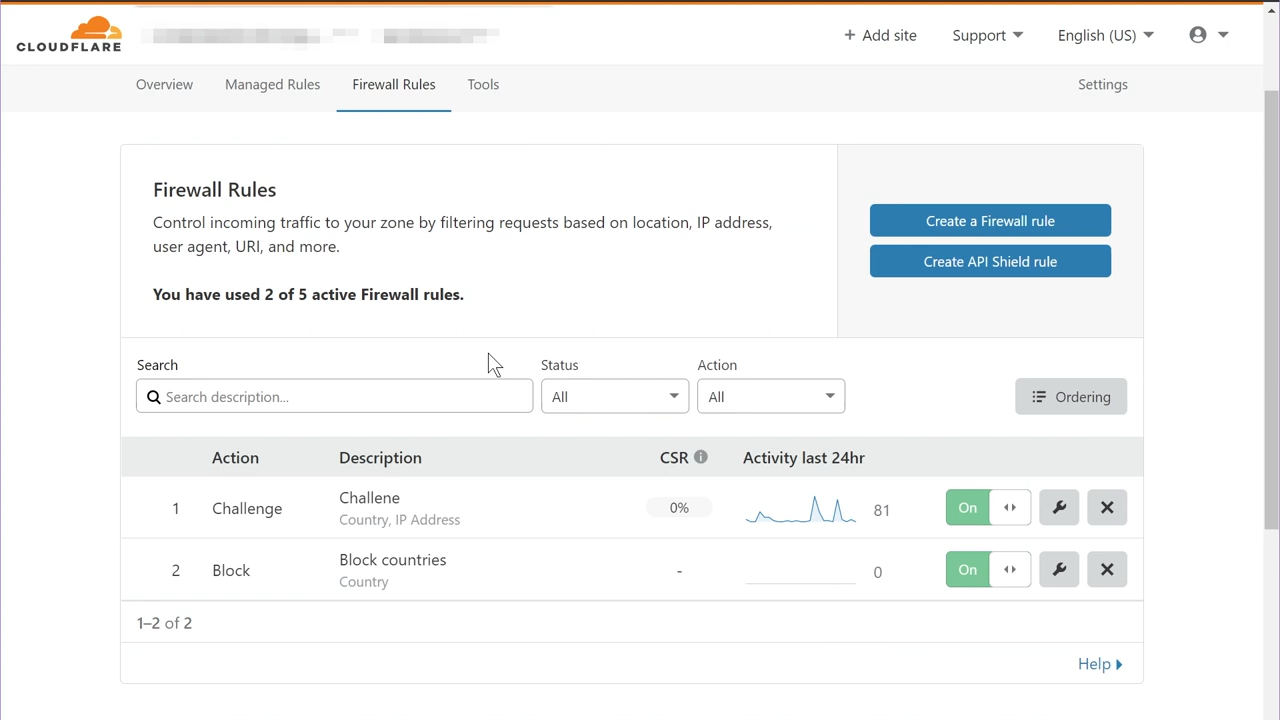 CLOUDFLARE
+ Add site
Support
English (US)
Overview
Managed Rules
Firewall Rules
Tools
Settings
Firewall Rules
Control incoming traffic to your zone by filtering requests based on location, IP address,
user agent, URI, and more.
You have used 2 of 5 active Firewall rules.
Create a Firewall rule
Create API Shield rule
Search
Status
Action
Search description...
All
All
Ordering
Action
Description
CSR
Activity last 24hr
1
Challenge
Challene
Country, IP Address
0%
81
On
2
Block
Block countries
Country
-
0
On
1–2 of 2
Help